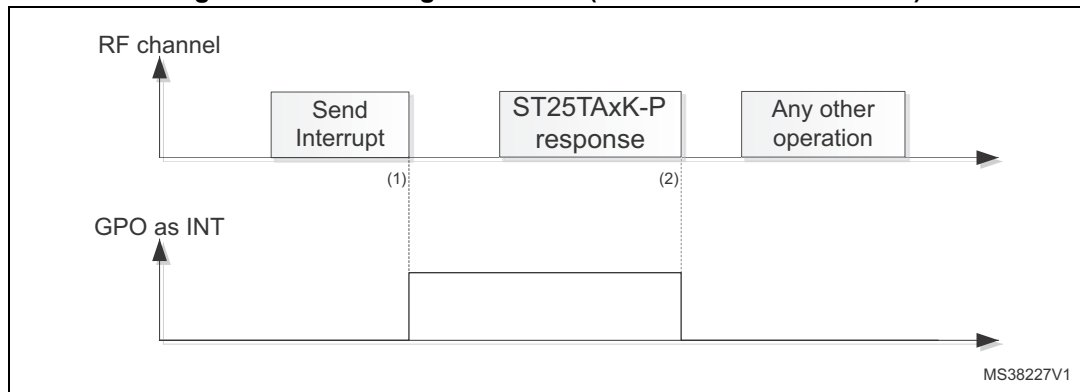 RF channel
Send
Interrupt
ST25TAxK-P
response
Any other
operation
(1)
(2)
GPO as INT
MS38227V1